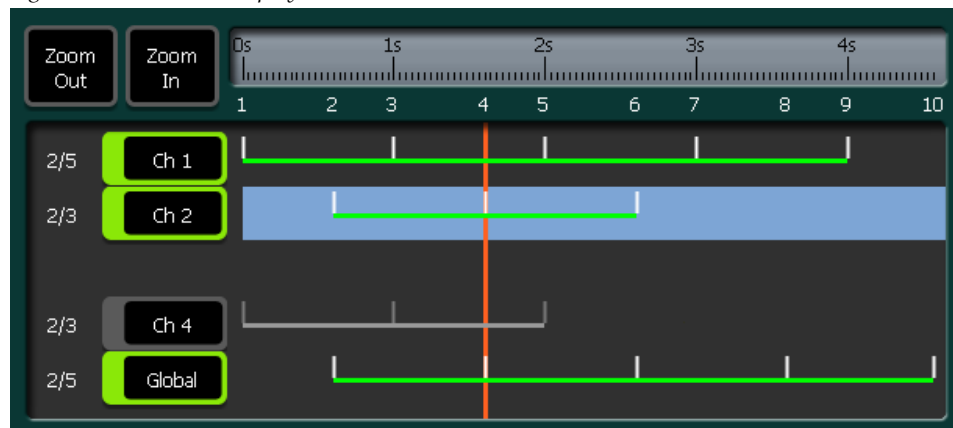 Zoom Out
Zoom In
0s 1s 2s 3s 4s
1 2 3 4 5 6 7 8 9 10
2/5 Ch 1
2/3 Ch 2
2/3 Ch 4
2/5 Global